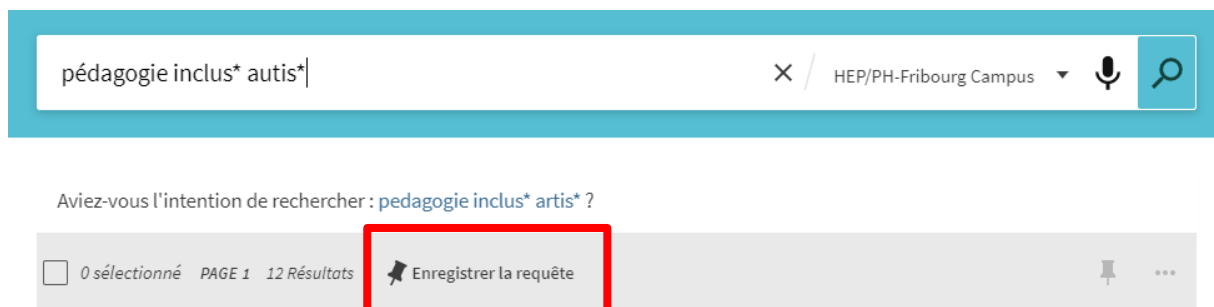 pédagogie inclus* autis*
HEP/PH-Fribourg Campus
Aviez-vous l'intention de rechercher : pedagogie inclus* artis* ?
0 sélectionné PAGE 1 12 Résultats Enregistrer la requête